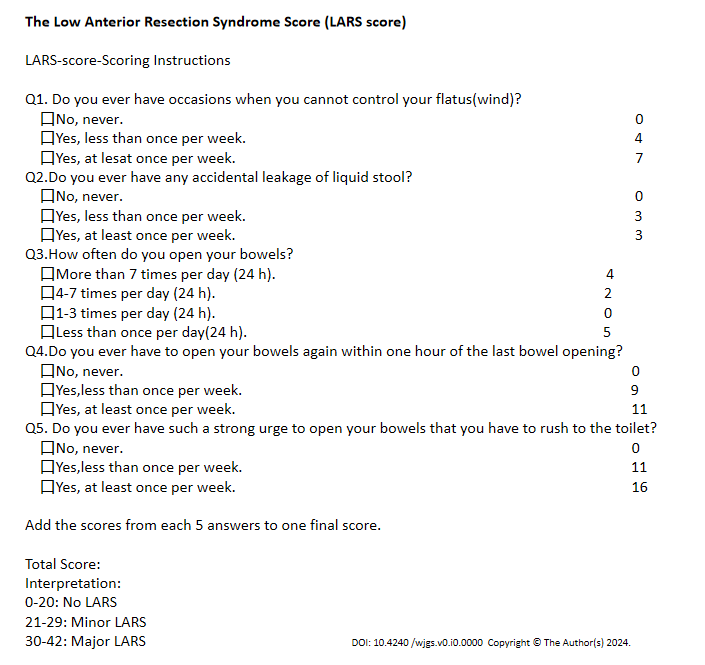 The Low Anterior Resection Syndrome Score (LARS score)
LARS-score-Scoring Instructions
Q1. Do you ever have occasions when you cannot control your flatus(wind)?
No, never. 0
Yes, less than once per week. 4
Yes, at lesat once per week. 7
Q2.Do you ever have any accidental leakage of liquid stool?
No, never. 0
Yes, less than once per week. 3
Yes, at least once per week. 3
Q3.How often do you open your bowels?
More than 7 times per day (24 h). 4
4-7 times per day (24 h). 2
1-3 times per day (24 h). 0
Less than once per day(24 h). 5
Q4.Do you ever have to open your bowels again within one hour of the last bowel opening?
No, never. 0
Yes,less than once per week. 9
Yes, at least once per week. 11
Q5. Do you ever have such a strong urge to open your bowels that you have to rush to the toilet?
No, never. 0
Yes,less than once per week. 11
Yes, at least once per week. 16
Add the scores from each 5 answers to one final score.
Total Score:
Interpretation:
0-20: No LARS
21-29: Minor LARS
30-42: Major LARS
DOI: 10.4240 /wjgs.v0.i0.0000 Copyright © The Author(s) 2024.